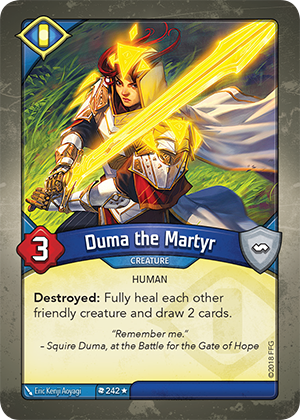 3
Duma the Martyr
CREATURE
HUMAN
Destroyed: Fully heal each other
friendly creature and draw 2 cards.
“Remember me.”
– Squire Duma, at the Battle for the Gate of Hope
Eric Kenji Aoyagi
242 ★
©2018 FFG